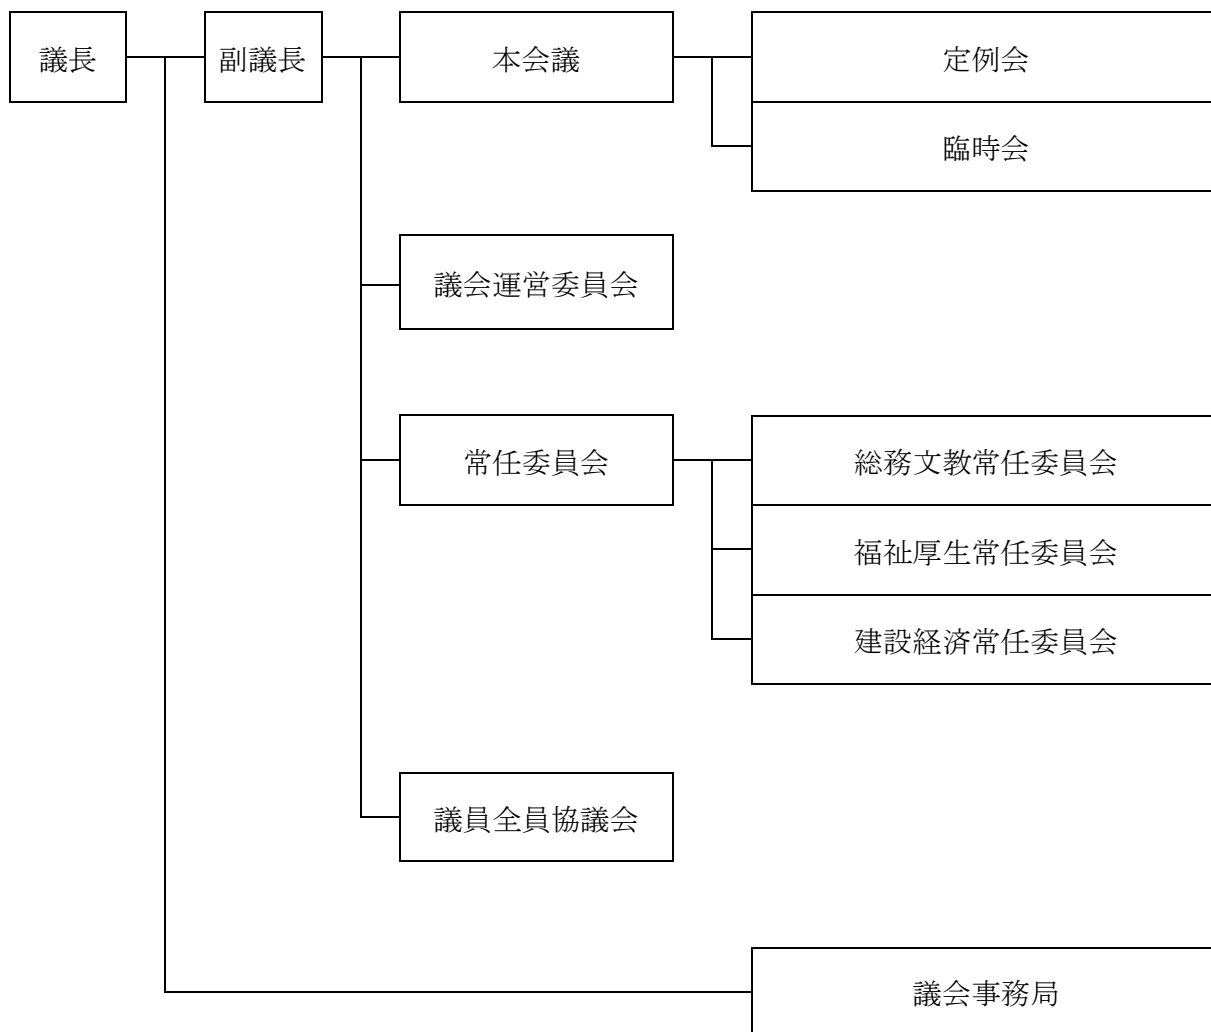 議長
副議長
本会議
定例会
臨時会
議会運営委員会
常任委員会
総務文教常任委員会
福祉厚生常任委員会
建設経済常任委員会
議員全員協議会
議会事務局